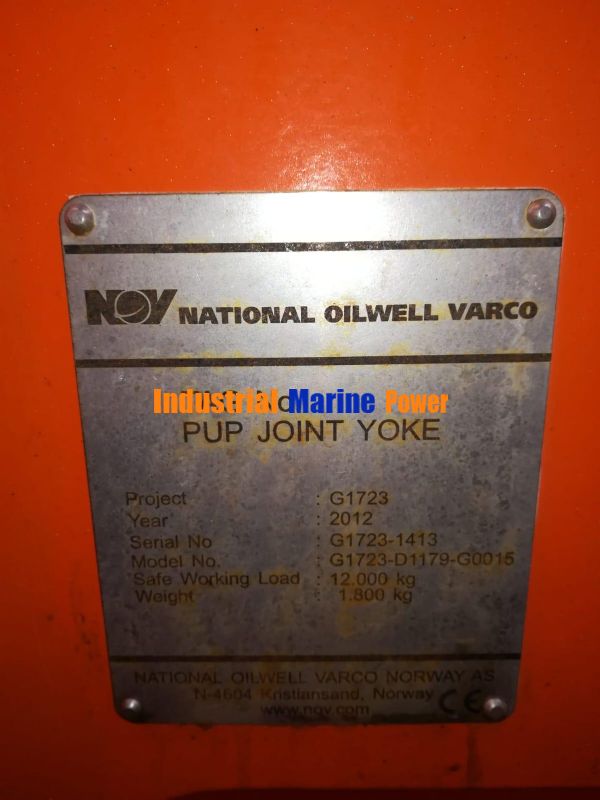 NOV NATIONAL OILWELL VARCO
Industrial Marine Power
PUP JOINT YOKE
Project : G1723
Year : 2012
Serial No : G1723-1413
Model No. : G1723-D1179-G0015
Safe Working Load : 12.000 kg
Weight : 1.800 kg
NATIONAL OILWELL VARCO NORWAY AS
N-4604 Kristiansand, Norway
www.nov.com
CE